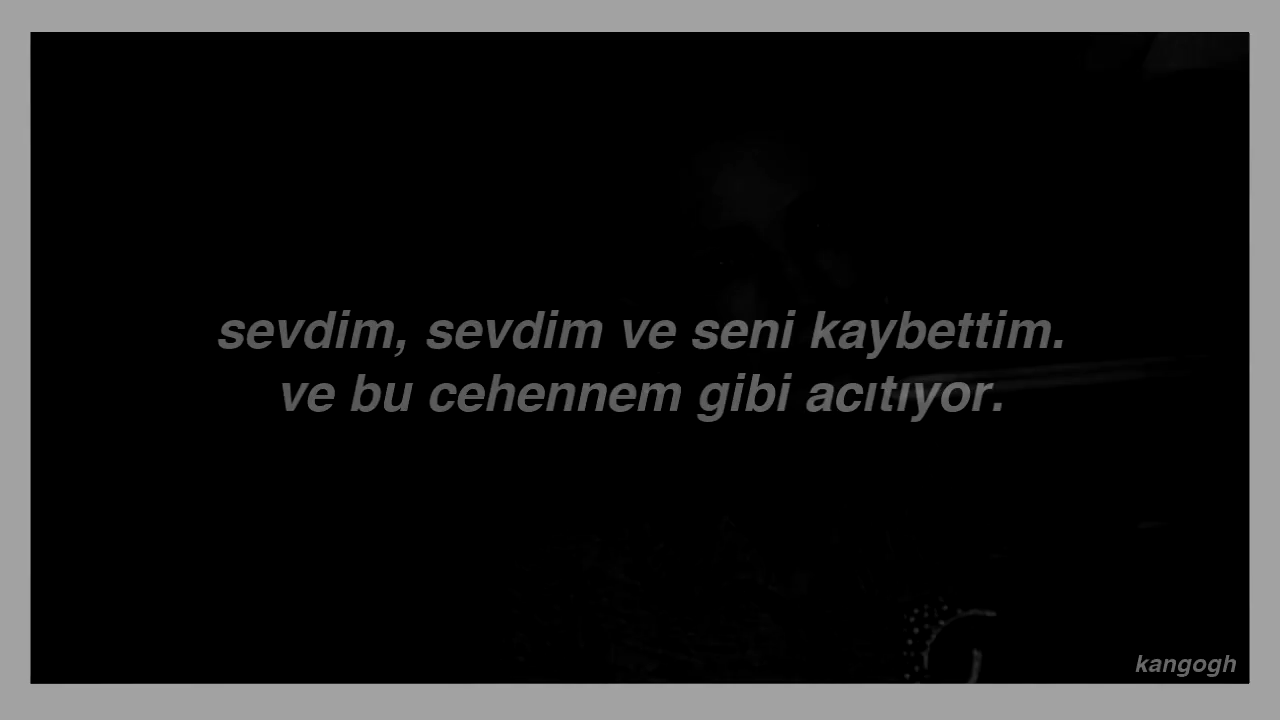 sevdim, sevdim ve seni kaybettim.
ve bu cehennem gibi acıtıyor.
kangogh